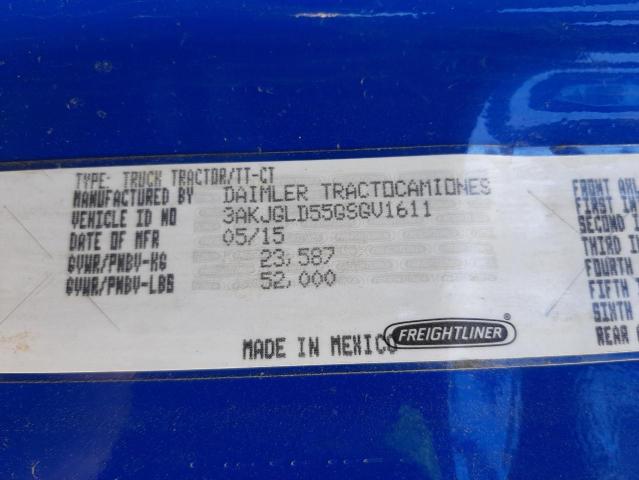 TYPE: TRUCK TRACTOR/TT-CT
MANUFACTURED BY DAIMLER TRACTOCAMIONES
VEHICLE ID NO 3AKJGLD55GSGV1611
DATE OF MFR 05/15
GVWR/PNBV-KG 23,587
GVWR/PNBV-LBS 52,000
MADE IN MEXICO
FREIGHTLINER
FRONT
FIRST IN
SECOND
THIRD
FOURTH
FIFTH
SIXTH
REAR